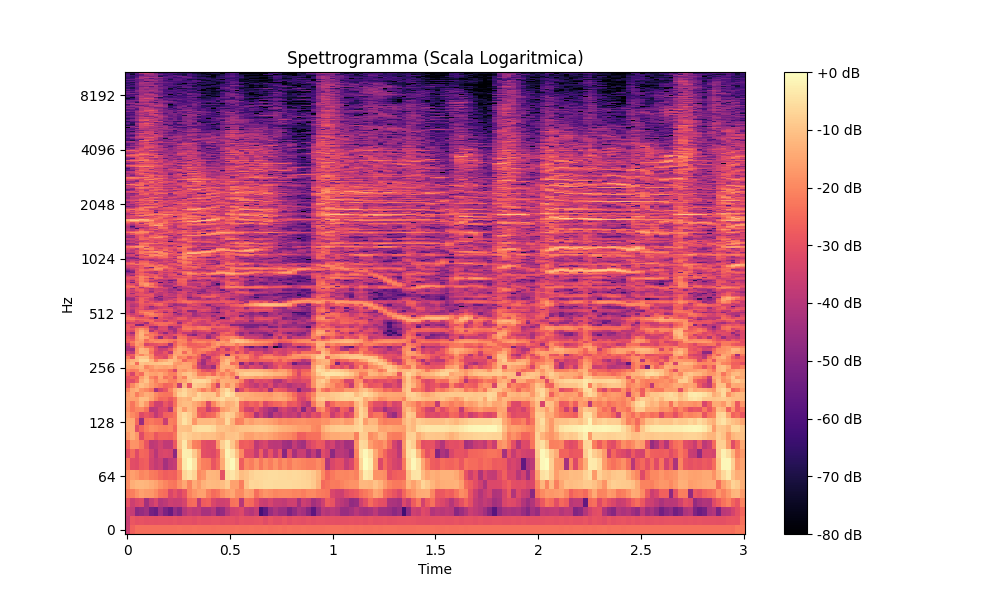 Spettrogramma (Scala Logaritmica)
Hz
8192
4096
2048
1024
512
256
128
64
0
0 0.5 1 1.5 2 2.5 3
Time
+0 dB
-10 dB
-20 dB
-30 dB
-40 dB
-50 dB
-60 dB
-70 dB
-80 dB